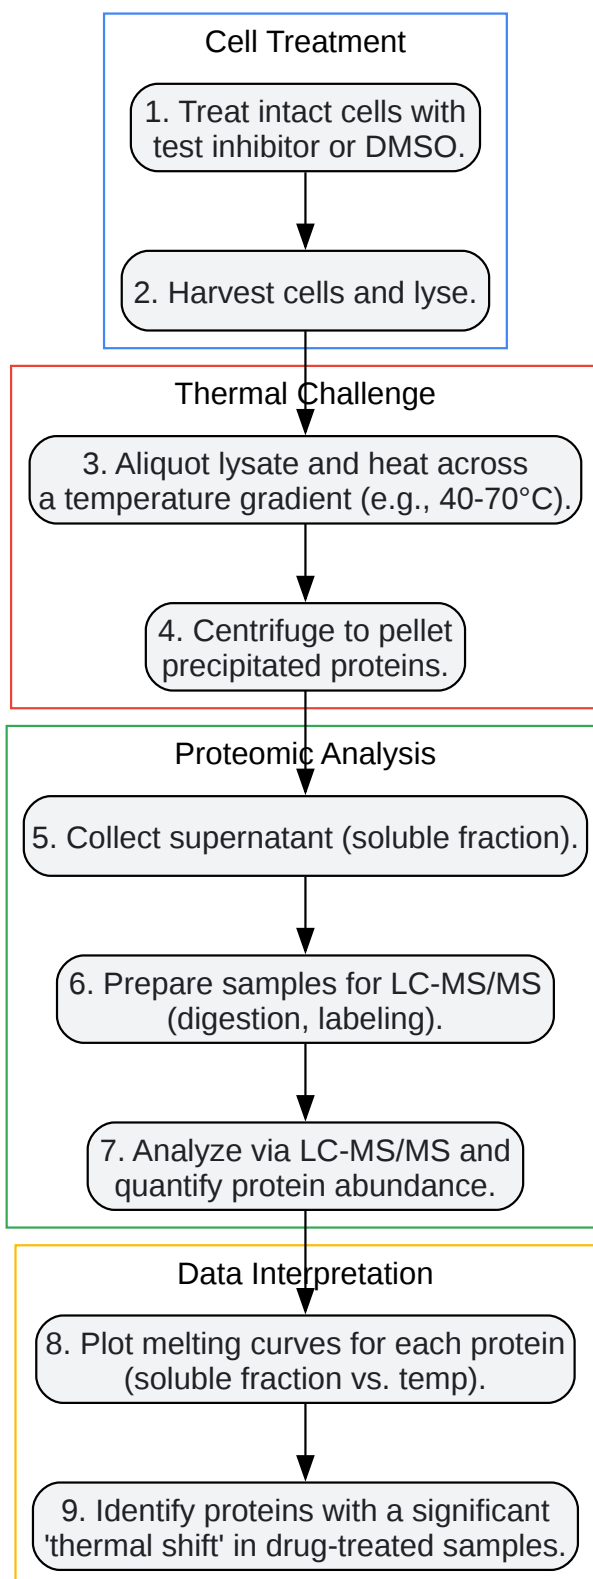 Cell Treatment
1. Treat intact cells with
test inhibitor or DMSO.
2. Harvest cells and lyse.
Thermal Challenge
3. Aliquot lysate and heat across
a temperature gradient (e.g., 40-70°C).
4. Centrifuge to pellet
precipitated proteins.
Proteomic Analysis
5. Collect supernatant (soluble fraction).
6. Prepare samples for LC-MS/MS
(digestion, labeling).
7. Analyze via LC-MS/MS and
quantify protein abundance.
Data Interpretation
8. Plot melting curves for each protein
(soluble fraction vs. temp).
9. Identify proteins with a significant
'thermal shift' in drug-treated samples.